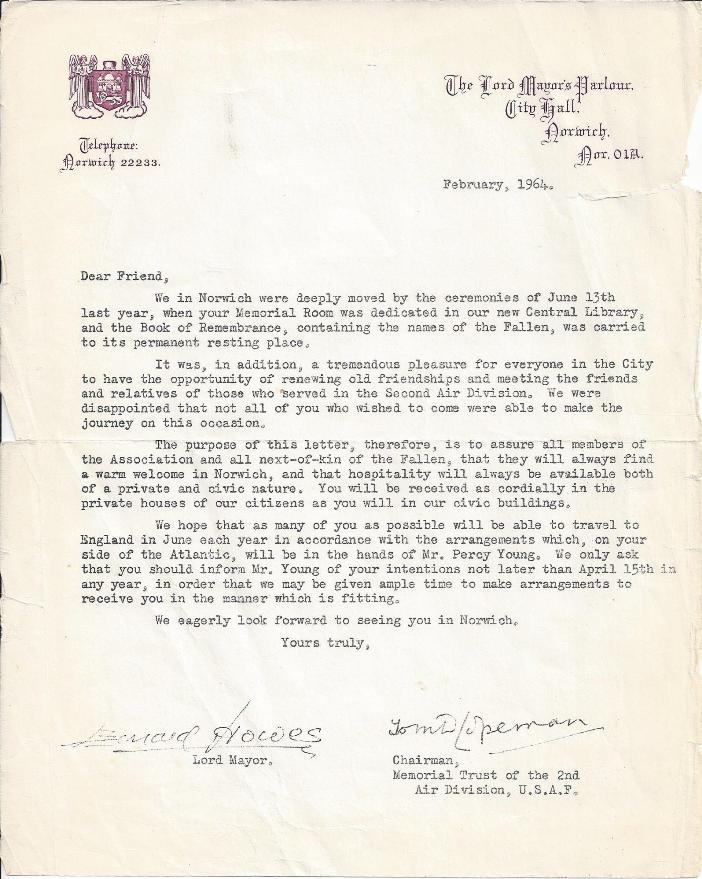 The Lord Mayor's Parlour,
City Hall,
Norwich,
Nor. 01A.
Telephone:
Norwich 22233.
February, 1964.
Dear Friend,
We in Norwich were deeply moved by the ceremonies of June 13th
last year, when your Memorial Room was dedicated in our new Central Library,
and the Book of Remembrance, containing the names of the Fallen, was carried
to its permanent resting place.
It was, in addition, a tremendous pleasure for everyone in the City
to have the opportunity of renewing old friendships and meeting the friends
and relatives of those who served in the Second Air Division. We were
disappointed that not all of you who wished to come were able to make the
journey on this occasion.
The purpose of this letter, therefore, is to assure all members of
the Association and all next-of-kin of the Fallen, that they will always find
a warm welcome in Norwich, and that hospitality will always be available both
of a private and civic nature. You will be received as cordially in the
private houses of our citizens as you will in our civic buildings.
We hope that as many of you as possible will be able to travel to
England in June each year in accordance with the arrangements which, on your
side of the Atlantic, will be in the hands of Mr. Percy Young. We only ask
that you should inform Mr. Young of your intentions not later than April 15th in
any year, in order that we may be given ample time to make arrangements to
receive you in the manner which is fitting.
We eagerly look forward to seeing you in Norwich.
Yours truly,
Howes
Tom
Lord Mayor.
Chairman,
Memorial Trust of the 2nd
Air Division, U.S.A.F.